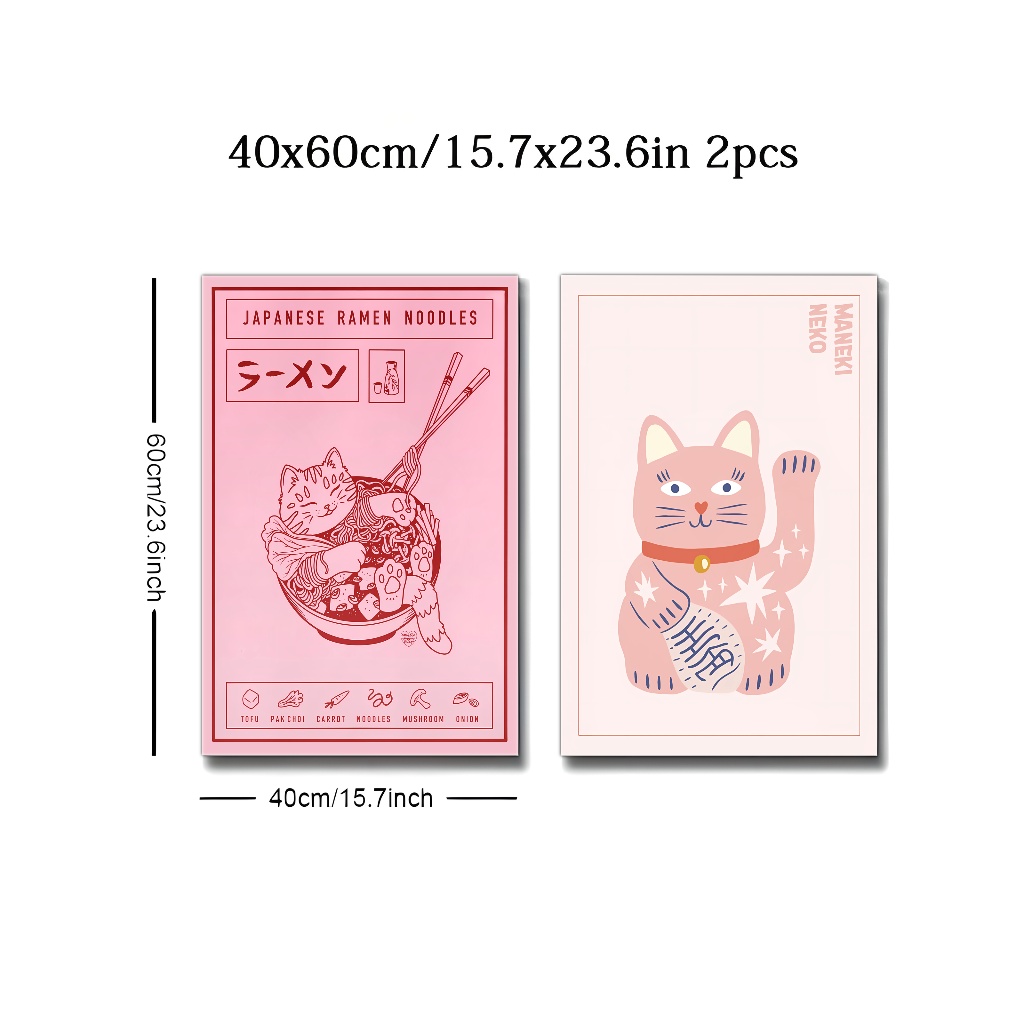 40x60cm/15.7x23.6in 2pcs
60cm/23.6inch
JAPANESE RAMEN NOODLES
ラーメン
TOFU PAK CHOI CARROT NOODLES MUSHROOM ONION
40cm/15.7inch
MANEKI
NEKO